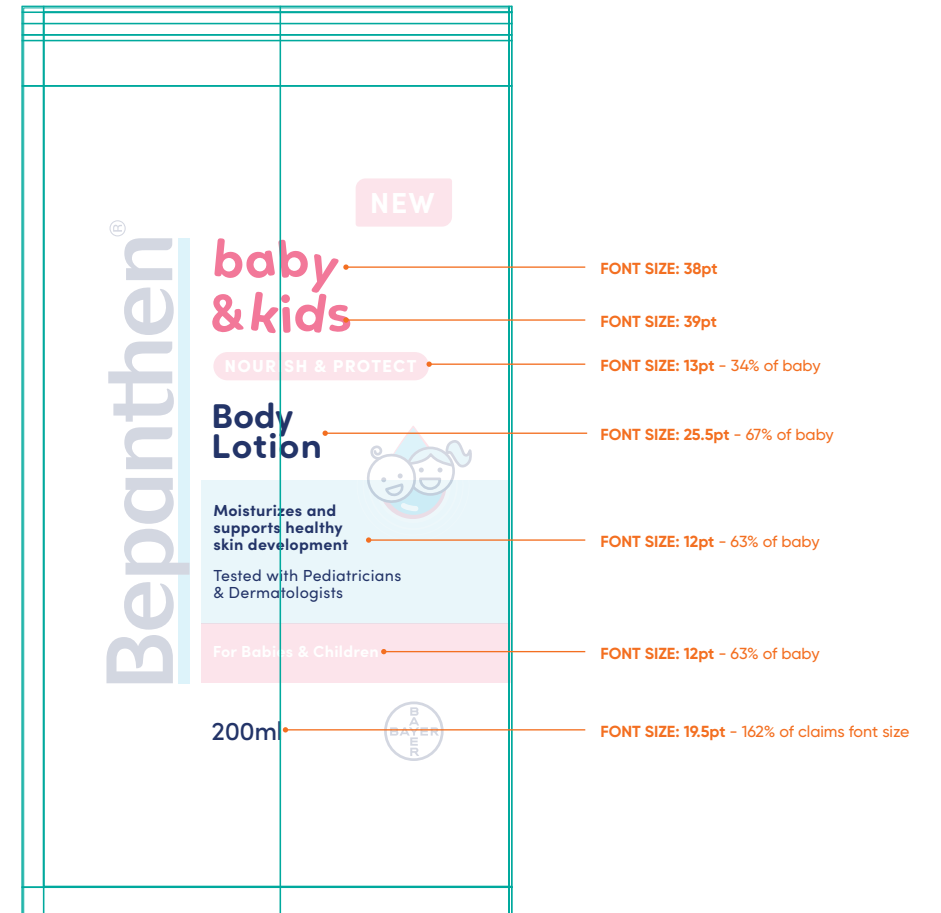 NEW
Bepanthen®
baby
& kids
NOURISH & PROTECT
Body
Lotion
Moisturizes and
supports healthy
skin development
Tested with Pediatricians
& Dermatologists
For Babies & Children
200ml
BAYER
BAYER
FONT SIZE: 38pt
FONT SIZE: 39pt
FONT SIZE: 13pt - 34% of baby
FONT SIZE: 25.5pt - 67% of baby
FONT SIZE: 12pt - 63% of baby
FONT SIZE: 12pt - 63% of baby
FONT SIZE: 19.5pt - 162% of claims font size